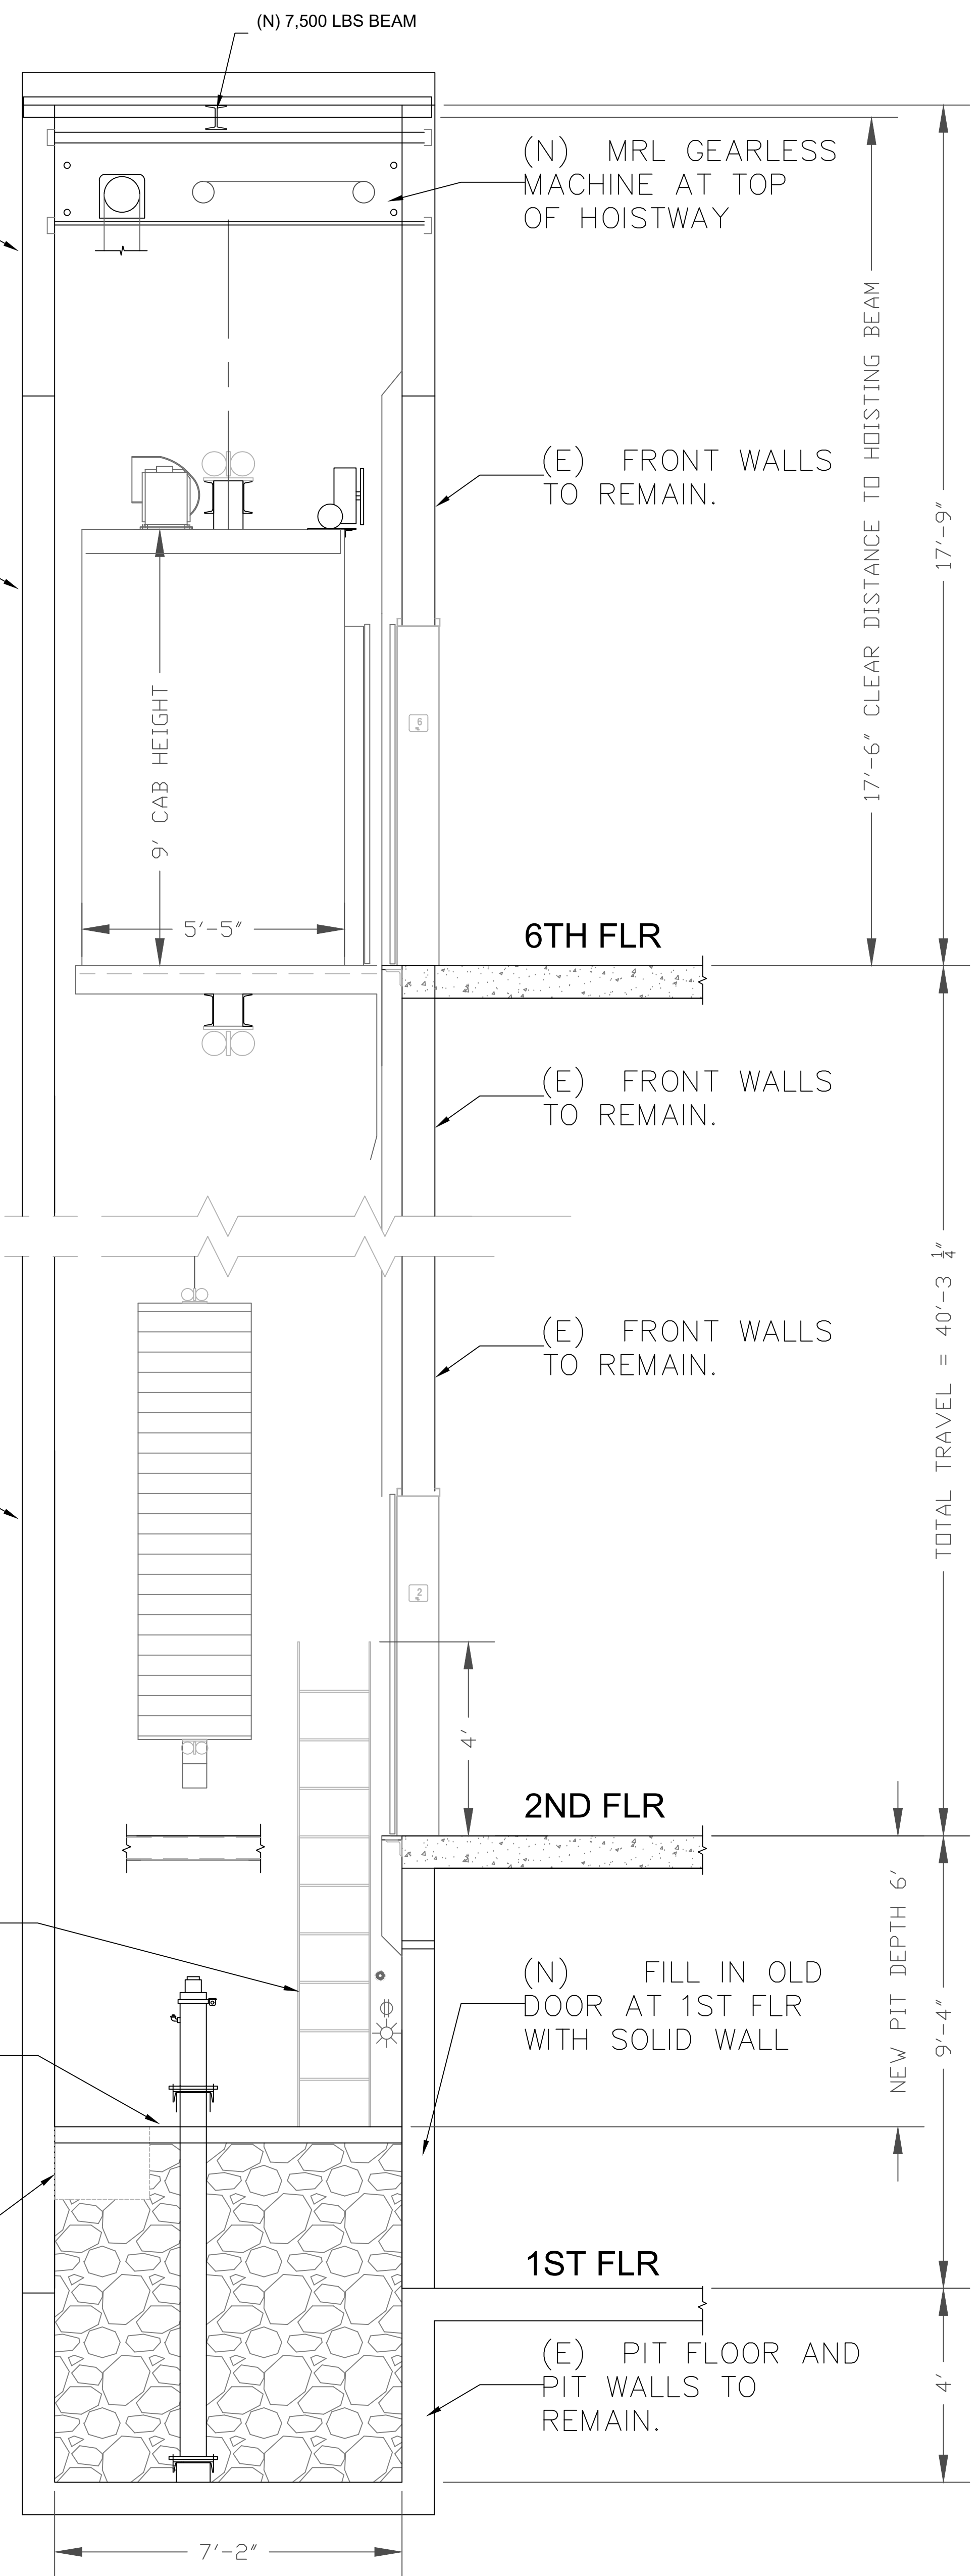 (N) 7,500 LBS BEAM
(N) MRL GEARLESS
MACHINE AT TOP
OF HOISTWAY
17'-6" CLEAR DISTANCE TO HOISTING BEAM
17'-9"
(E) FRONT WALLS
TO REMAIN.
9' CAB HEIGHT
6
5'-5"
6TH FLR
(E) FRONT WALLS
TO REMAIN.
TOTAL TRAVEL = 40'-3 1/4"
(E) FRONT WALLS
TO REMAIN.
2
4'
2ND FLR
NEW PIT DEPTH 6'
9'-4"
(N) FILL IN OLD
DOOR AT 1ST FLR
WITH SOLID WALL
1ST FLR
(E) PIT FLOOR AND
PIT WALLS TO
REMAIN.
4'
7'-2"